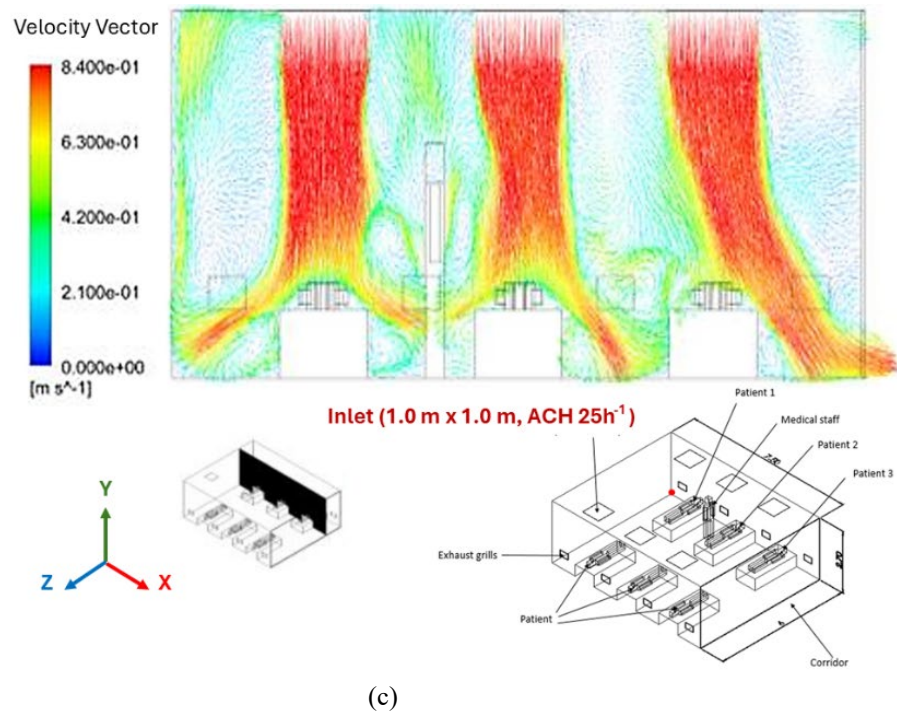 Velocity Vector
8.400e-01
6.300e-01
4.200e-01
2.100e-01
0.000e+00
[m s^-1]
Inlet (1.0 m x 1.0 m, ACH 25h-1)
Patient 1
Medical staff
Patient 2
Patient 3
Exhaust grills
Patient
Corridor
Y
Z
X
(c)